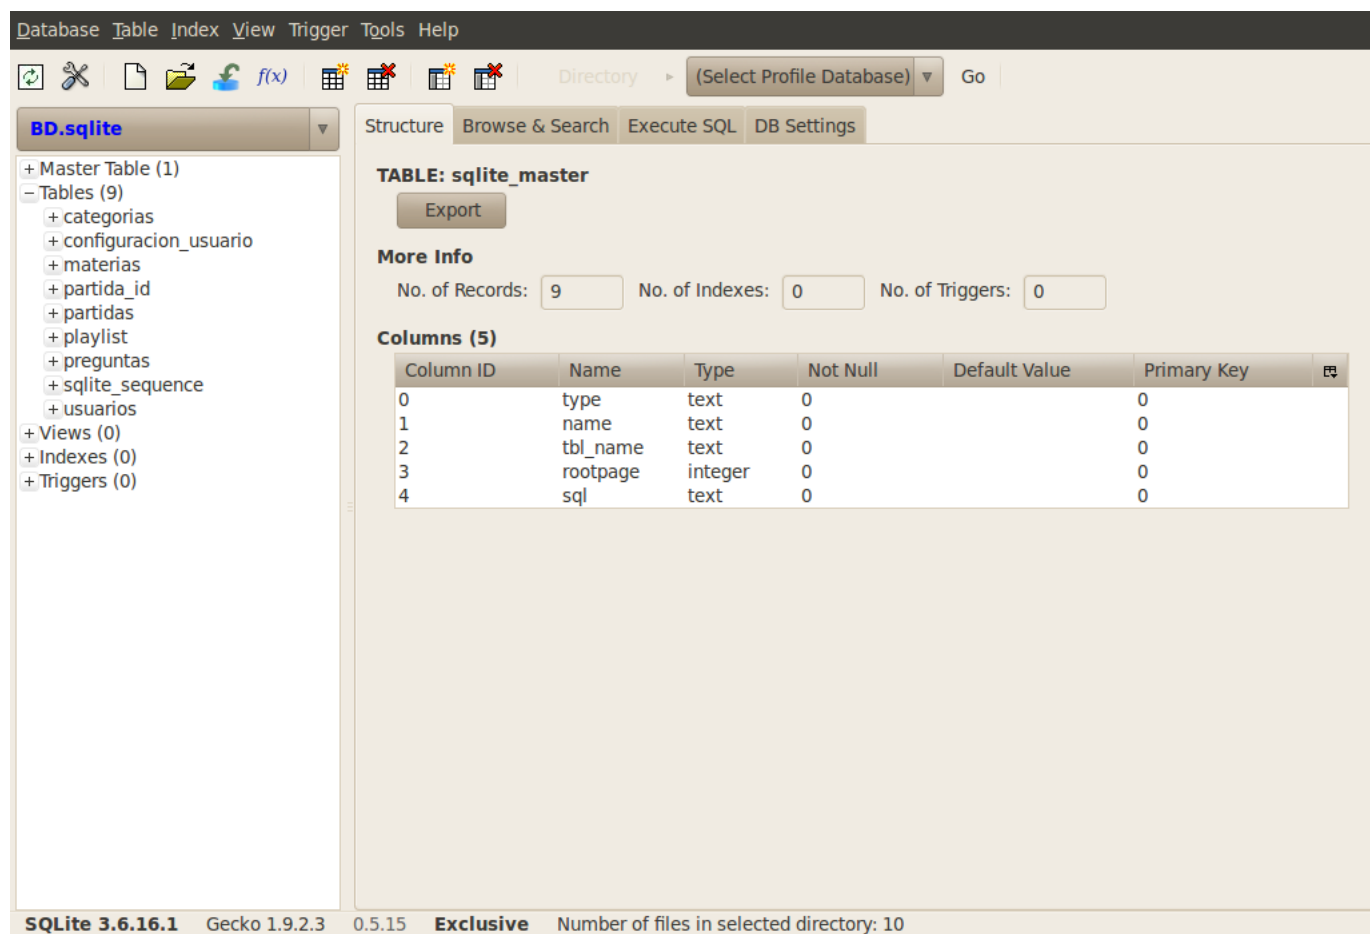 Database Table Index View Trigger Tools Help
f(x) Directory (Select Profile Database) Go
BD.sqlite
Master Table (1)
Tables (9)
categorias
configuracion_usuario
materias
partida_id
partidas
playlist
preguntas
sqlite_sequence
usuarios
Views (0)
Indexes (0)
Triggers (0)
Structure Browse & Search Execute SQL DB Settings
TABLE: sqlite_master
Export
More Info
No. of Records: 9 No. of Indexes: 0 No. of Triggers: 0
Columns (5)
Column ID Name Type Not Null Default Value Primary Key
0 type text 0 0
1 name text 0 0
2 tbl_name text 0 0
3 rootpage integer 0 0
4 sql text 0 0
SQLite 3.6.16.1 Gecko 1.9.2.3 0.5.15 Exclusive Number of files in selected directory: 10